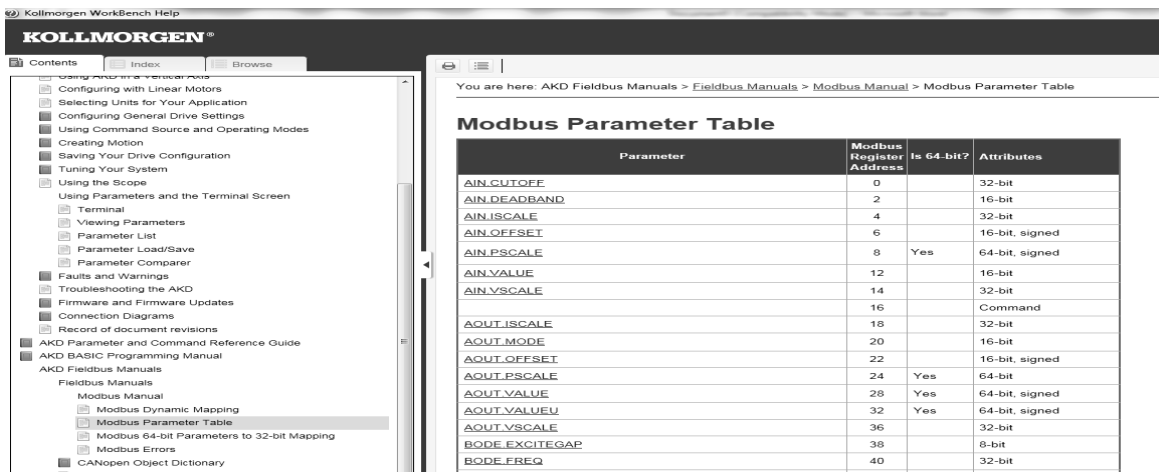 Kollmorgen WorkBench Help
KOLLMORGEN®
Contents
Index
Browse
Using AKD in a Vertical Axis
Configuring with Linear Motors
Selecting Units for Your Application
Configuring General Drive Settings
Using Command Source and Operating Modes
Creating Motion
Saving Your Drive Configuration
Tuning Your System
Using the Scope
Using Parameters and the Terminal Screen
Terminal
Viewing Parameters
Parameter List
Parameter Load/Save
Parameter Comparer
Faults and Warnings
Troubleshooting the AKD
Firmware and Firmware Updates
Connection Diagrams
Record of document revisions
AKD Parameter and Command Reference Guide
AKD BASIC Programming Manual
AKD Fieldbus Manuals
Fieldbus Manuals
Modbus Manual
Modbus Dynamic Mapping
Modbus Parameter Table
Modbus 64-bit Parameters to 32-bit Mapping
Modbus Errors
CANopen Object Dictionary
You are here: AKD Fieldbus Manuals > Fieldbus Manuals > Modbus Manual > Modbus Parameter Table
Modbus Parameter Table
Parameter Modbus Register Address Is 64-bit? Attributes
AIN.CUTOFF 0 32-bit
AIN.DEADBAND 2 16-bit
AIN.ISCALE 4 32-bit
AIN.OFFSET 6 16-bit, signed
AIN.PSCALE 8 Yes 64-bit, signed
AIN.VALUE 12 16-bit
AIN.VSCALE 14 32-bit
16 Command
AOUT.ISCALE 18 32-bit
AOUT.MODE 20 16-bit
AOUT.OFFSET 22 16-bit, signed
AOUT.PSCALE 24 Yes 64-bit
AOUT.VALUE 28 Yes 64-bit, signed
AOUT.VALUEU 32 Yes 64-bit, signed
AOUT.VSCALE 36 32-bit
BODE.EXCITEGAP 38 8-bit
BODE.FREQ 40 32-bit